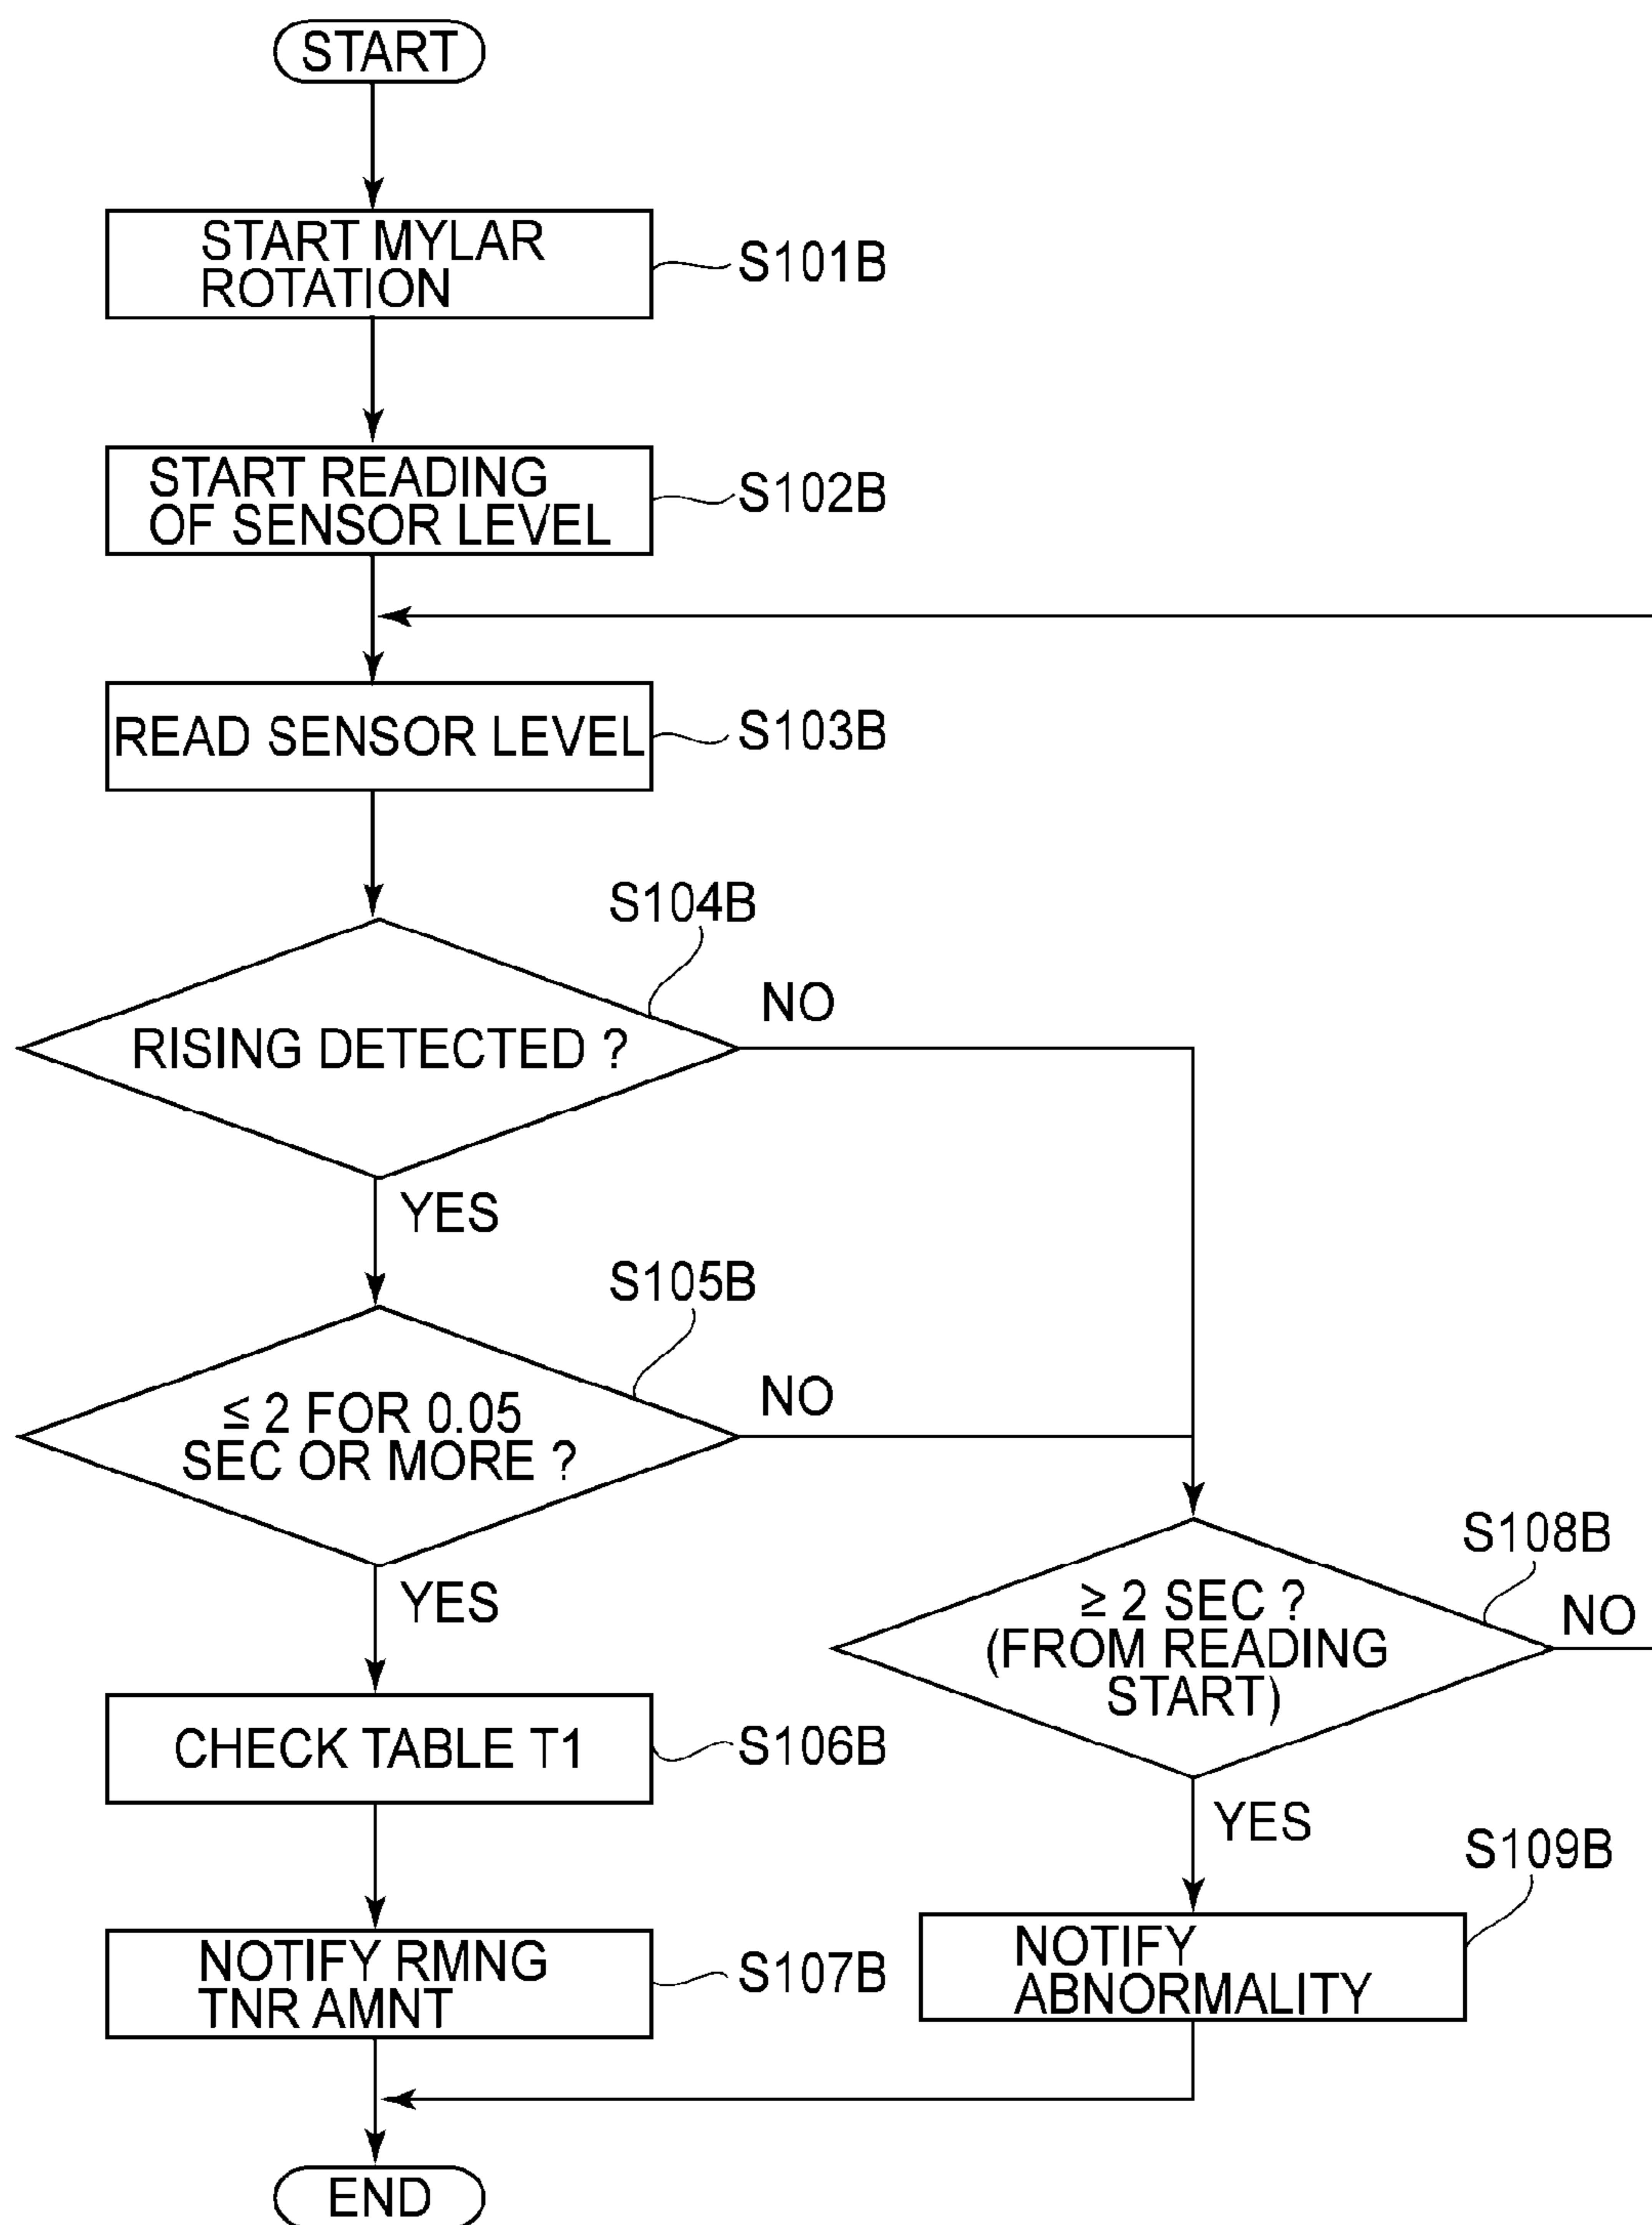 START
START MYLAR
ROTATION
S101B
START READING
OF SENSOR LEVEL
S102B
READ SENSOR LEVEL
S103B
S104B
RISING DETECTED ?
NO
YES
S105B
≤ 2 FOR 0.05
SEC OR MORE ?
NO
YES
S108B
≥ 2 SEC ?
(FROM READING
START)
NO
YES
CHECK TABLE T1
S106B
S109B
NOTIFY
ABNORMALITY
NOTIFY RMNG
TNR AMNT
S107B
END